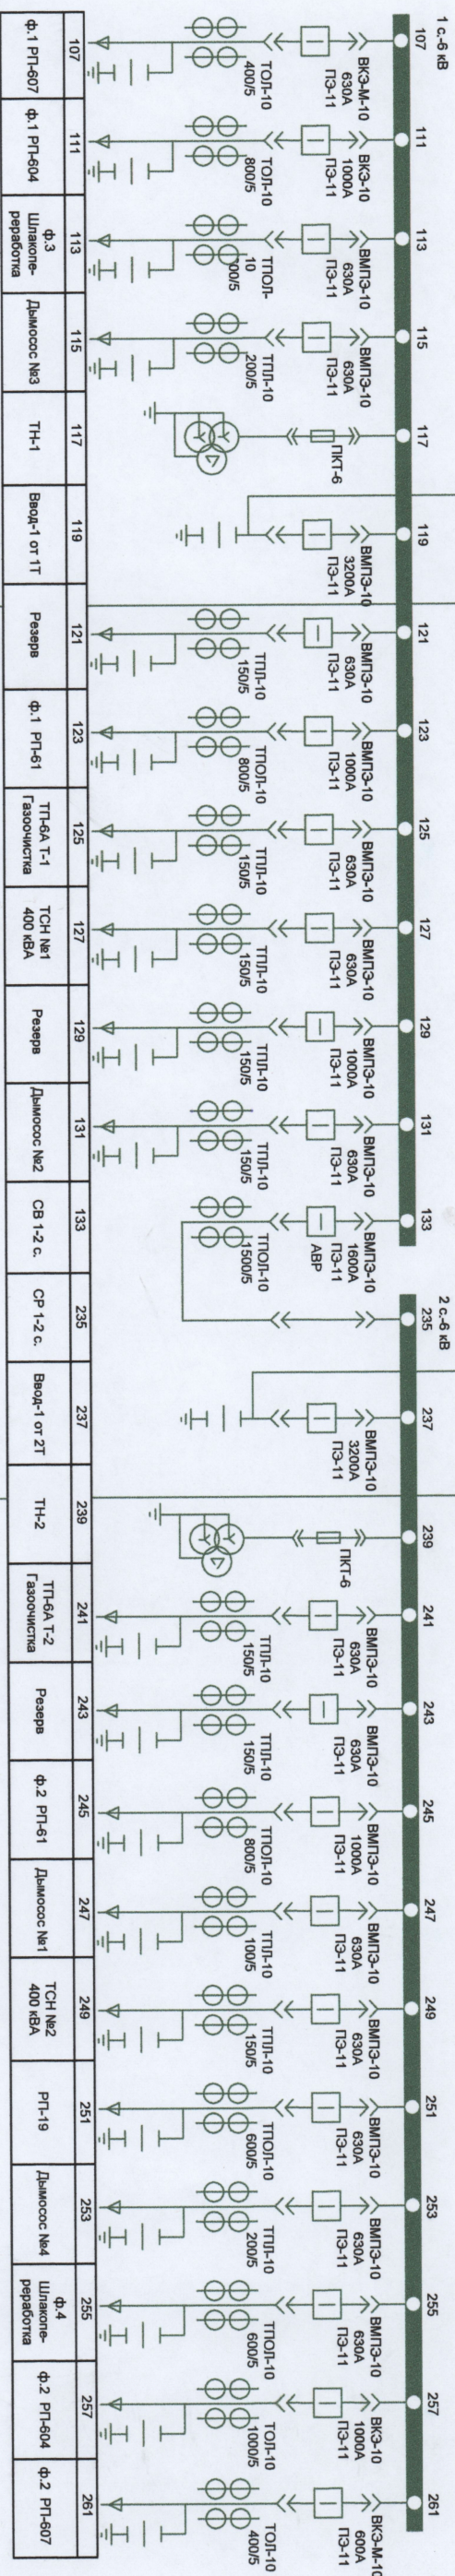 1 с.-6 кВ
107
ВКЭ-М-10
630А
ПЭ-11
ТОЛ-10
400/5
107
ф.1 РП-607
111
ВКЭ-10
1000А
ПЭ-11
ТОЛ-10
800/5
111
ф.1 РП-604
113
ВМПЭ-10
630А
ПЭ-11
ТПОЛ-
10
113
ф.3
Шлакопе-
реработка
115
ВМПЭ-10
630А
ПЭ-11
ТПЛ-10
200/5
115
Дымосос №3
117
ПКТ-6
117
ТН-1
119
ВМПЭ-10
3200А
ПЭ-11
119
Ввод-1 от 1Т
121
ВМПЭ-10
630А
ПЭ-11
ТПЛ-10
150/5
121
Резерв
123
ВМПЭ-10
1000А
ПЭ-11
ТПОЛ-10
800/5
123
ф.1 РП-61
125
ВМПЭ-10
630А
ПЭ-11
ТПЛ-10
150/5
125
ТП-6А Т-1
Газоочистка
127
ВМПЭ-10
630А
ПЭ-11
ТПЛ-10
150/5
127
ТСН №1
400 кВА
129
ВМПЭ-10
1000А
ПЭ-11
ТПЛ-10
150/5
129
Резерв
131
ВМПЭ-10
630А
ПЭ-11
ТПЛ-10
150/5
131
Дымосос №2
133
ВМПЭ-10
1600А
ПЭ-11
АВР
ТПОЛ-10
1500/5
133
СВ 1-2 с.
2 с.-6 кВ
235
235
СР 1-2 с.
237
ВМПЭ-10
3200А
ПЭ-11
237
Ввод-1 от 2Т
239
ПКТ-6
239
ТН-2
241
ВМПЭ-10
630А
ПЭ-11
ТПЛ-10
150/5
241
ТП-6А Т-2
Газоочистка
243
ВМПЭ-10
630А
ПЭ-11
ТПЛ-10
150/5
243
Резерв
245
ВМПЭ-10
1000А
ПЭ-11
ТПОЛ-10
800/5
245
ф.2 РП-61
247
ВМПЭ-10
630А
ПЭ-11
ТПЛ-10
100/5
247
Дымосос №1
249
ВМПЭ-10
630А
ПЭ-11
ТПЛ-10
150/5
249
ТСН №2
400 кВА
251
ВМПЭ-10
630А
ПЭ-11
ТПОЛ-10
600/5
251
РП-19
253
ВМПЭ-10
630А
ПЭ-11
ТПЛ-10
200/5
253
Дымосос №4
255
ВМПЭ-10
630А
ПЭ-11
ТПОЛ-10
600/5
255
ф.4
Шлакопе-
реработка
257
ВКЭ-10
1000А
ПЭ-11
ТОЛ-10
1000/5
257
ф.2 РП-604
261
ВКЭ-М-10
600А
ПЭ-11
ТОЛ-10
400/5
261
ф.2 РП-607